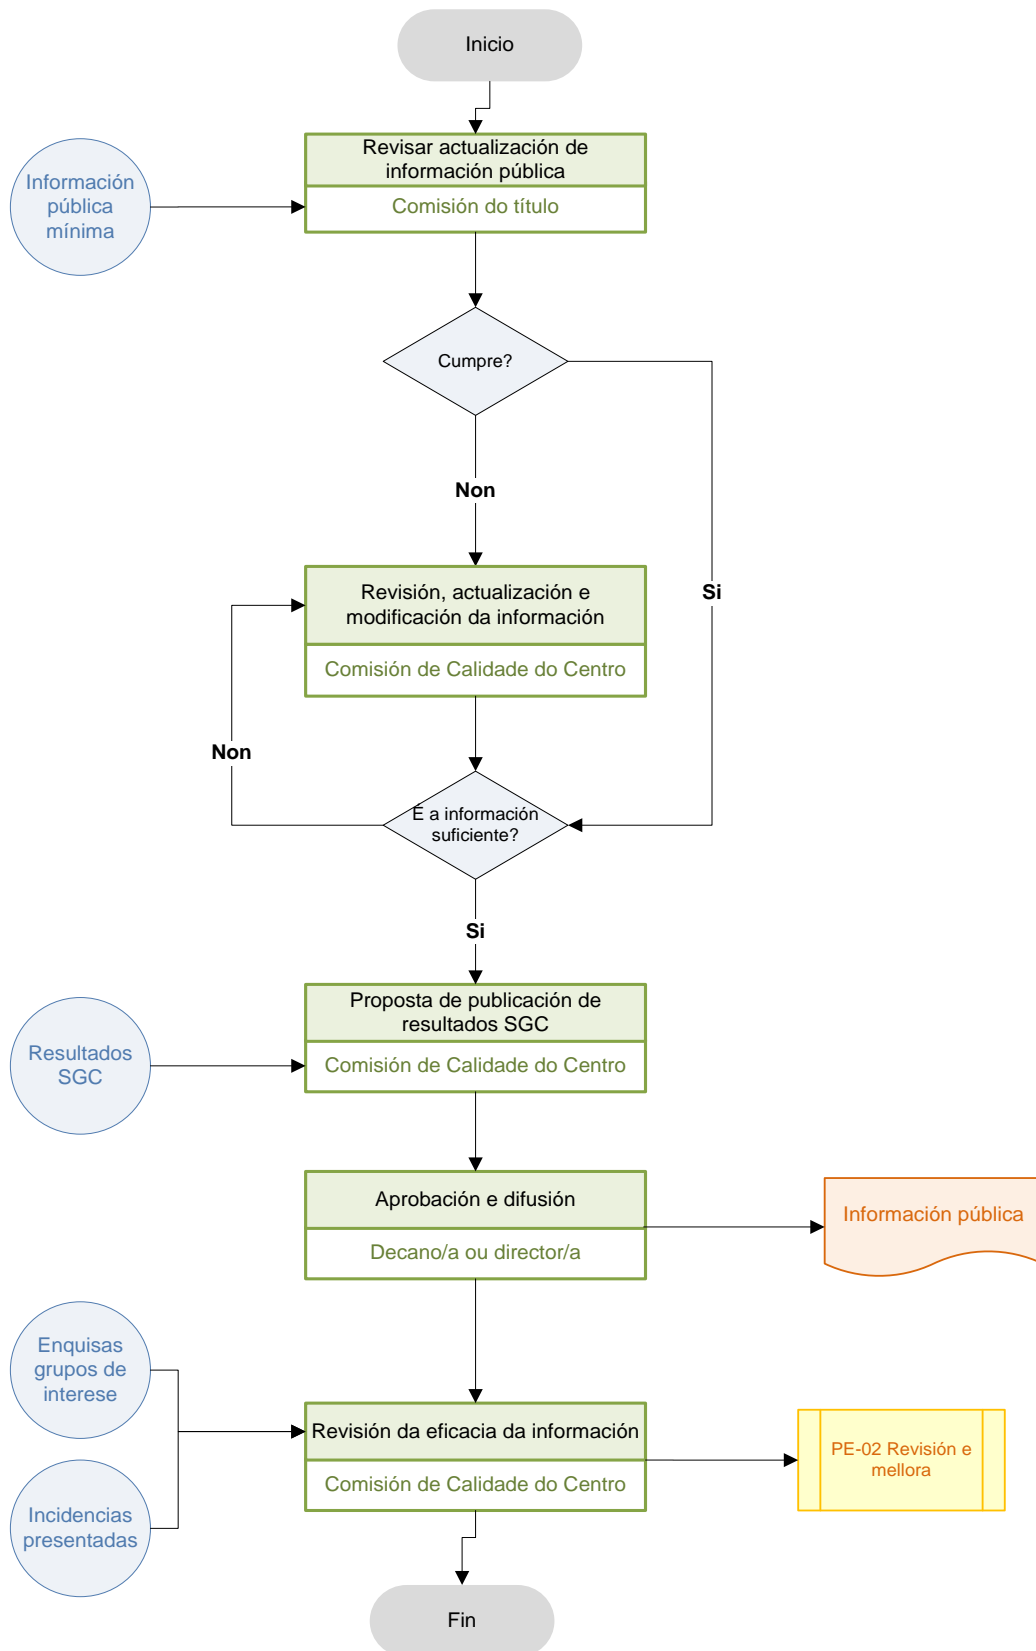 Inicio
Revisar actualización de
información pública
Comisión do título
Información
pública
mínima
Cumpre?
Non
Si
Revisión, actualización e
modificación da información
Comisión de Calidade do Centro
Non
É a información
suficiente?
Si
Proposta de publicación de
resultados SGC
Comisión de Calidade do Centro
Resultados
SGC
Aprobación e difusión
Decano/a ou director/a
Información pública
Enquisas
grupos de
interese
Revisión da eficacia da información
Comisión de Calidade do Centro
PE-02 Revisión e
mellora
Incidencias
presentadas
Fin